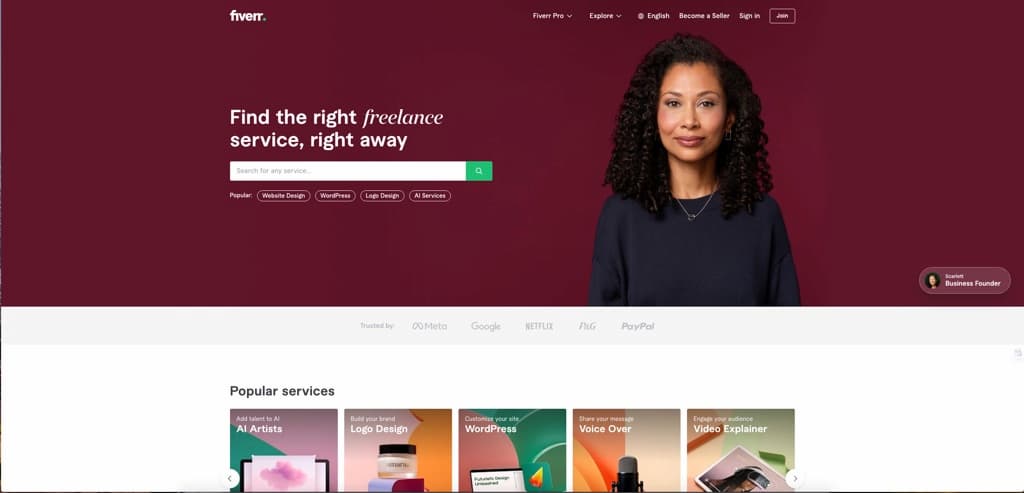 fiverr.
Fiverr Pro
Explore
English
Become a Seller
Sign in
Join
Find the right freelance
service, right away
Search for any service...
Popular:
Website Design
WordPress
Logo Design
AI Services
Scarlett
Business Founder
Trusted by:
Meta
Google
NETFLIX
P&G
PayPal
Popular services
Add talent to AI
AI Artists
Build your brand
Logo Design
Customize your site
WordPress
Share your message
Voice Over
Engage your audience
Video Explainer
Futuristic Design
Unleashed